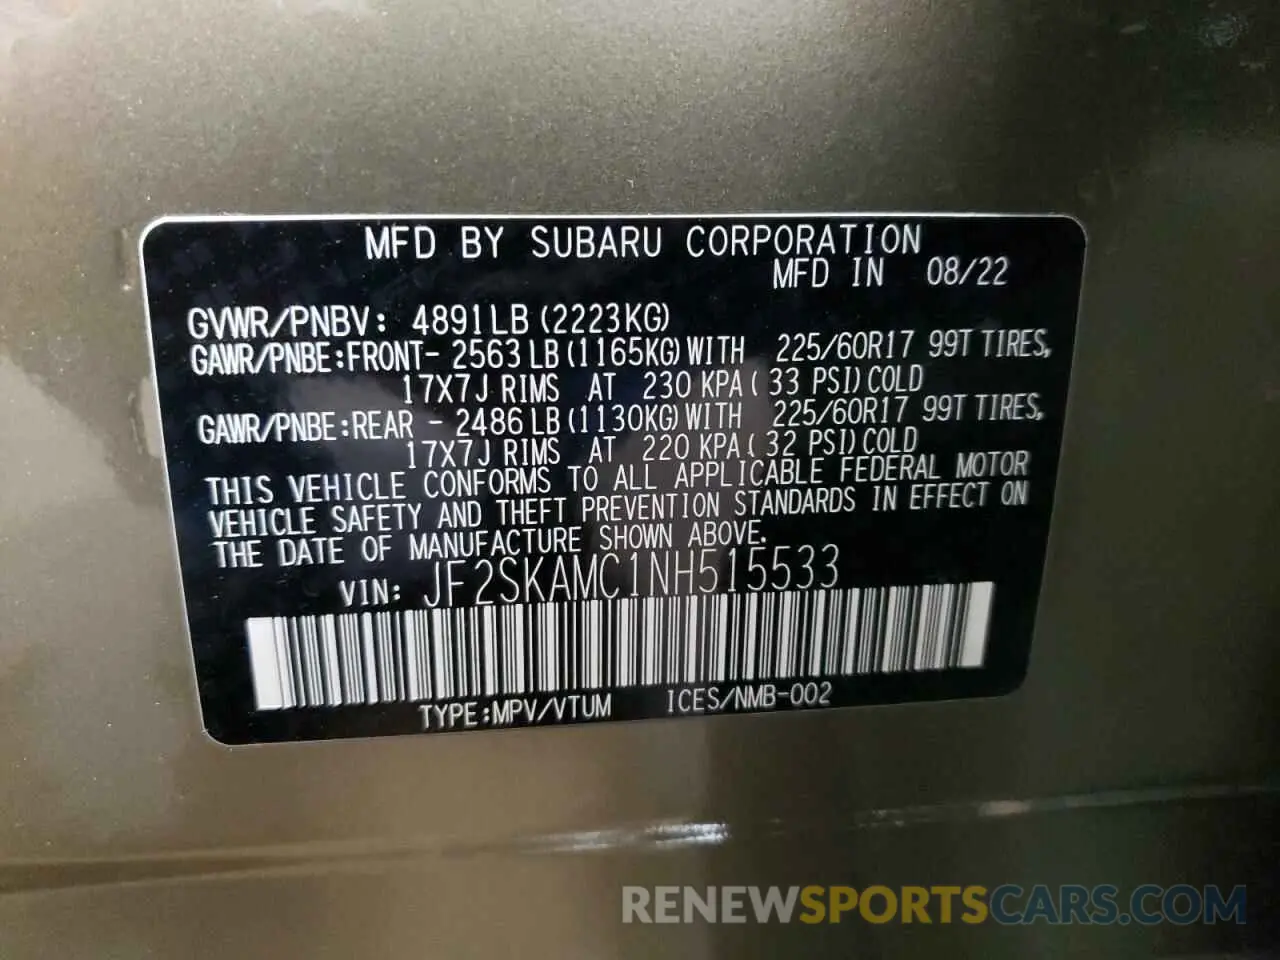 MFD BY SUBARU CORPORATION
MFD IN 08/22
GVWR/PNBV: 4891LB (2223KG)
GAWR/PNBE:FRONT- 2563LB(1165KG)WITH 225/60R17 99T TIRES,
17X7J RIMS AT 230 KPA( 33 PSI)COLD
GAWR/PNBE:REAR - 2486LB(1130KG)WITH 225/60R17 99T TIRES,
17X7J RIMS AT 220 KPA( 32 PSI)COLD
THIS VEHICLE CONFORMS TO ALL APPLICABLE FEDERAL MOTOR
VEHICLE SAFETY AND THEFT PREVENTION STANDARDS IN EFFECT ON
THE DATE OF MANUFACTURE SHOWN ABOVE.
VIN: JF2SKAMC1NH515533
TYPE:MPV/VTUM ICES/NMB-002
RENEWSPORTSCARS.COM